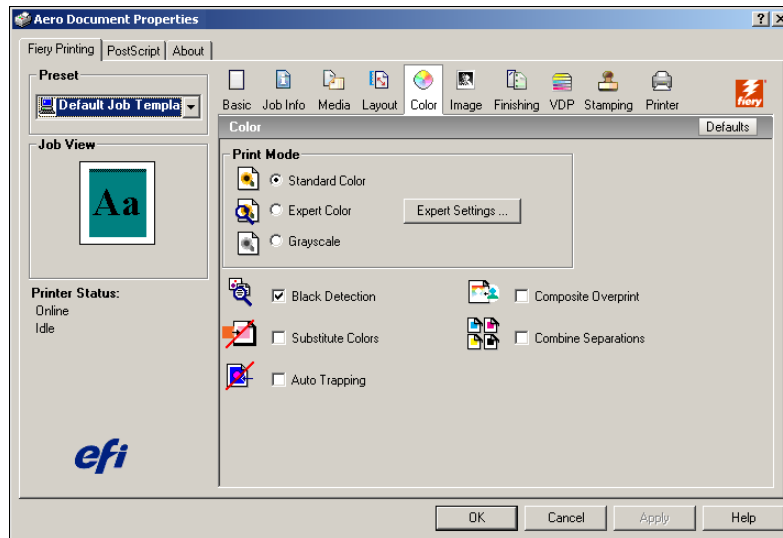 Aero Document Properties
Fiery Printing PostScript About
Preset
Default Job Templa
Job View
Aa
Printer Status:
Online
Idle
efi
Basic Job Info Media Layout Color Image Finishing VDP Stamping Printer
fiery
Color Defaults
Print Mode
Standard Color
Expert Color Expert Settings ...
Grayscale
Black Detection Composite Overprint
Substitute Colors Combine Separations
Auto Trapping
OK Cancel Apply Help